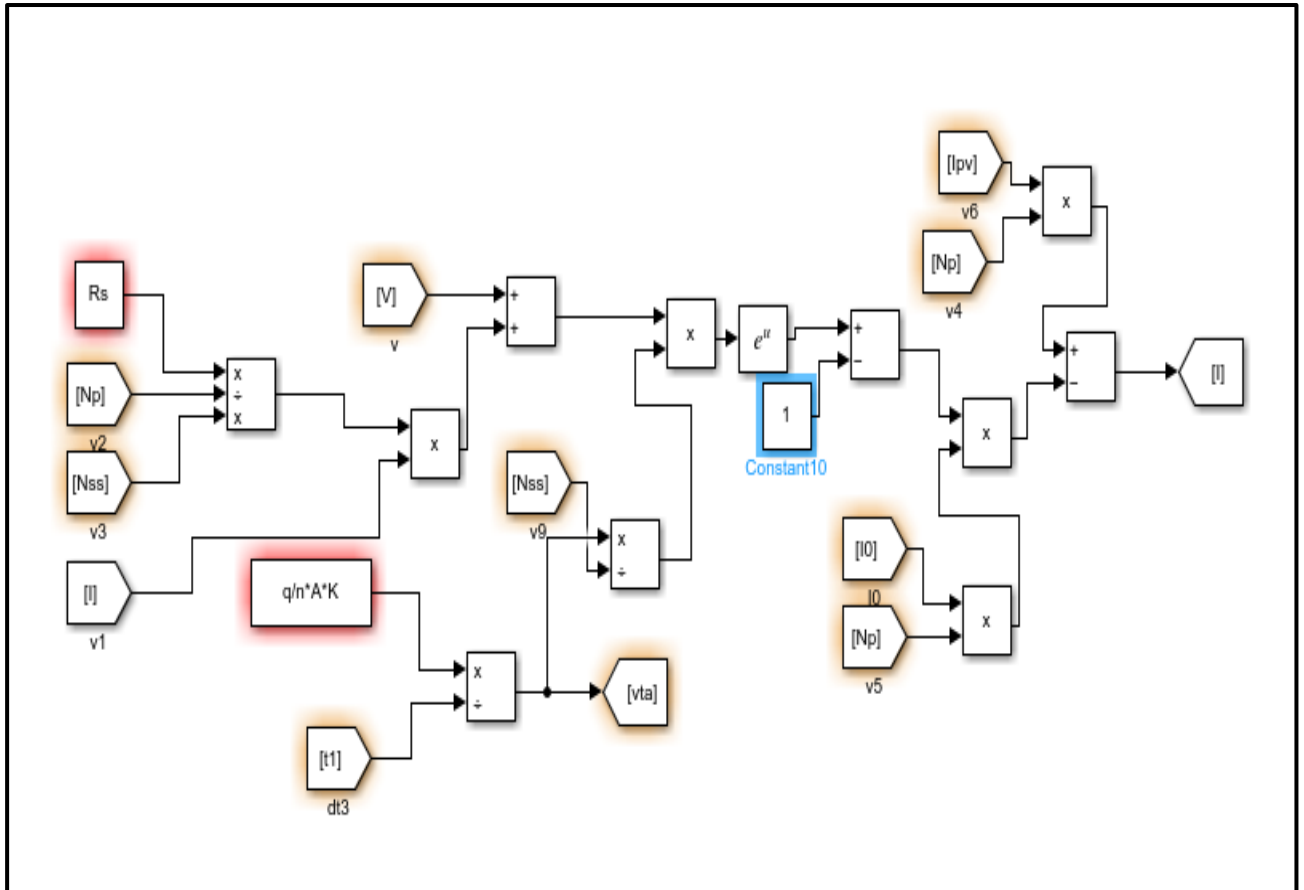 [Ipv]
x
v6
[Np]
v4
Rs
[V]
v
+
+
x
e^u
+
−
+
−
[I]
[Np]
v2
x
÷
x
x
1
Constant10
x
[Nss]
v3
[Nss]
v9
x
÷
[I0]
I0
[I]
v1
q/n*A*K
[Np]
v5
x
x
÷
[vta]
[t1]
dt3